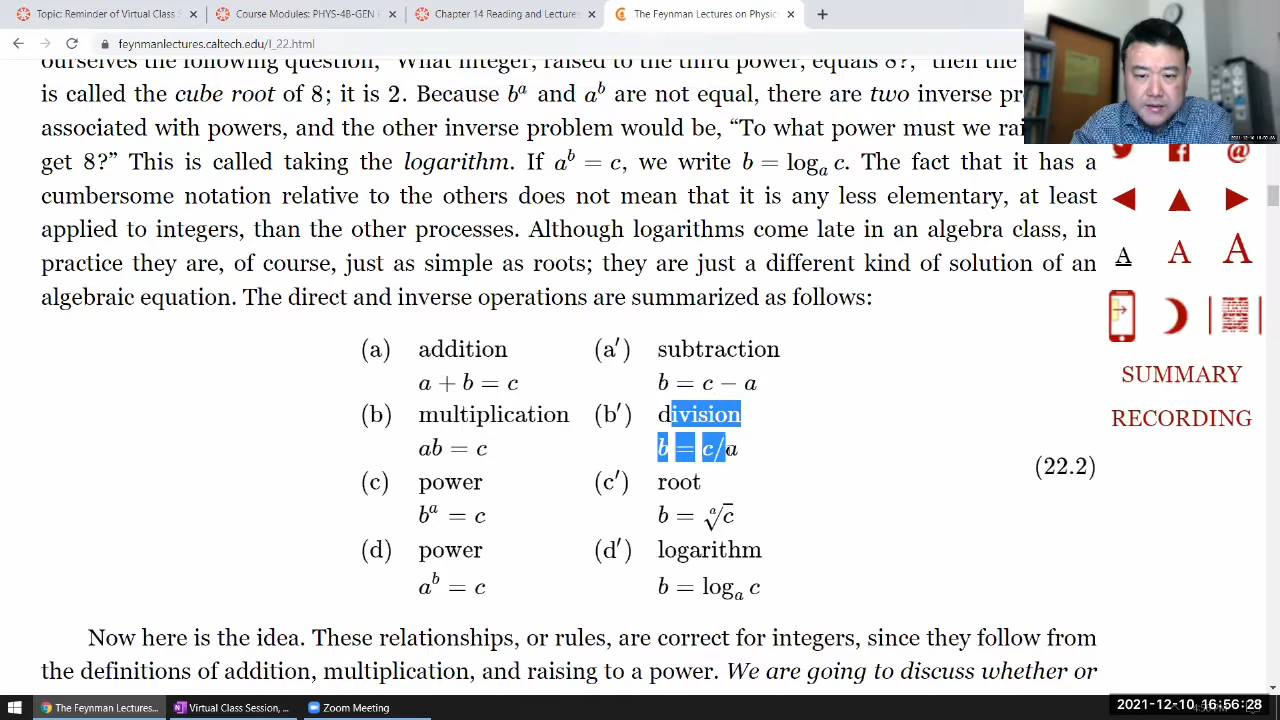 Topic: Reminder of Virtual Class S
Course Modules: PHYS-4B-GEN (
Chapter 14 Reading and Lectures
The Feynman Lectures on Physic
feynmanlectures.caltech.edu/I_22.html
ourselves the following question, “What integer, raised to the third power, equals 8?,” then the
is called the cube root of 8; it is 2. Because bᵃ and aᵇ are not equal, there are two inverse pr
associated with powers, and the other inverse problem would be, “To what power must we rai
get 8?” This is called taking the logarithm. If aᵇ = c, we write b = logₐ c. The fact that it has a
cumbersome notation relative to the others does not mean that it is any less elementary, at least
applied to integers, than the other processes. Although logarithms come late in an algebra class, in
practice they are, of course, just as simple as roots; they are just a different kind of solution of an
algebraic equation. The direct and inverse operations are summarized as follows:
(a) addition (a′) subtraction
a + b = c b = c − a
(b) multiplication (b′) division
ab = c b = c/a
(c) power (c′) root
bᵃ = c b = ᵃ√c
(d) power (d′) logarithm
aᵇ = c b = logₐ c
(22.2)
Now here is the idea. These relationships, or rules, are correct for integers, since they follow from
the definitions of addition, multiplication, and raising to a power. We are going to discuss whether or
@
A A A
SUMMARY
RECORDING
The Feynman Lectures...
Virtual Class Session, ...
Zoom Meeting
2021-12-10 16:56:28